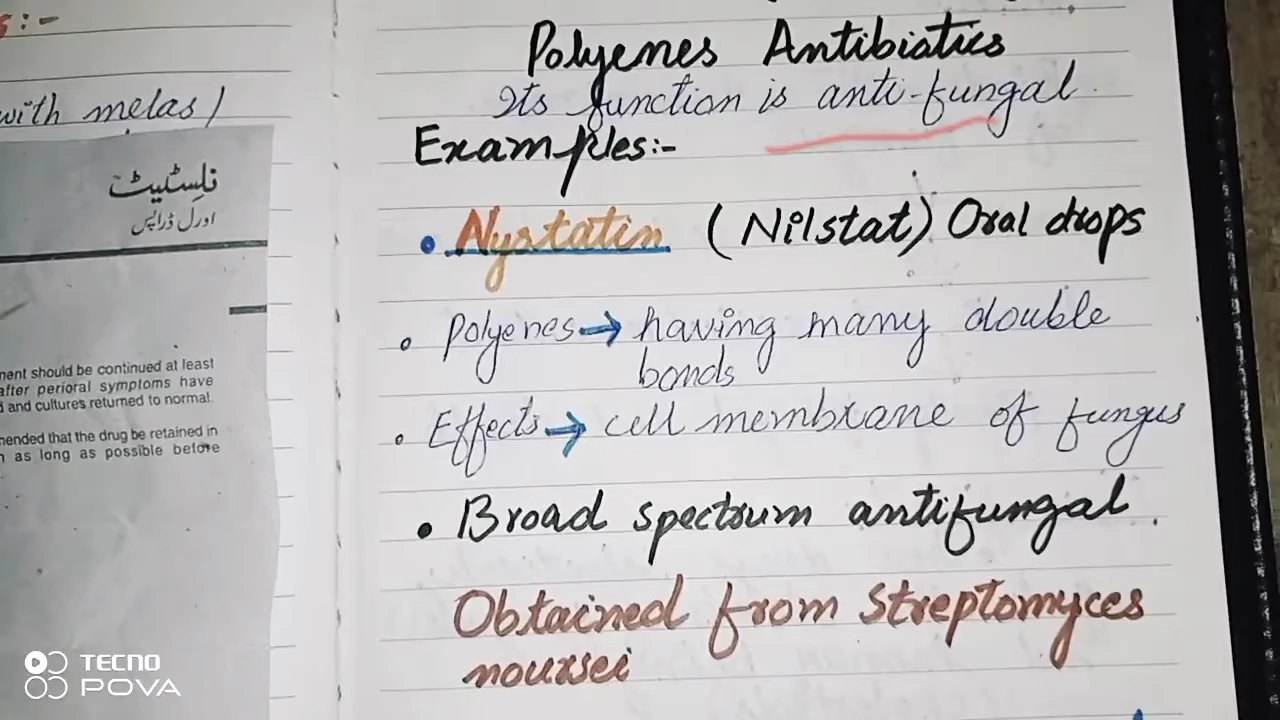 s:-
with melas/
نلسٹیٹ
اورل ڈراپس
ment should be continued at least
after perioral symptoms have
d and cultures returned to normal.
mended that the drug be retained in
n as long as possible before
Polyenes Antibiatics
Its function is anti-fungal
Examples:-
• Nystatin (Nilstat) Oral drops
• Polyenes → having many double
bonds
• Effects → cell membrane of fungus
• Broad spectrum antifungal.
Obtained from streptomyces
noursei
TECNO
POVA